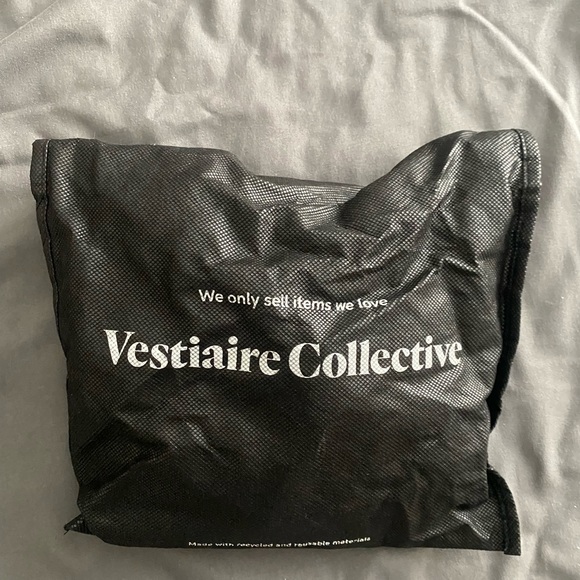 We only sell items we love
Vestiaire Collective
Made with recycled and reusable materials